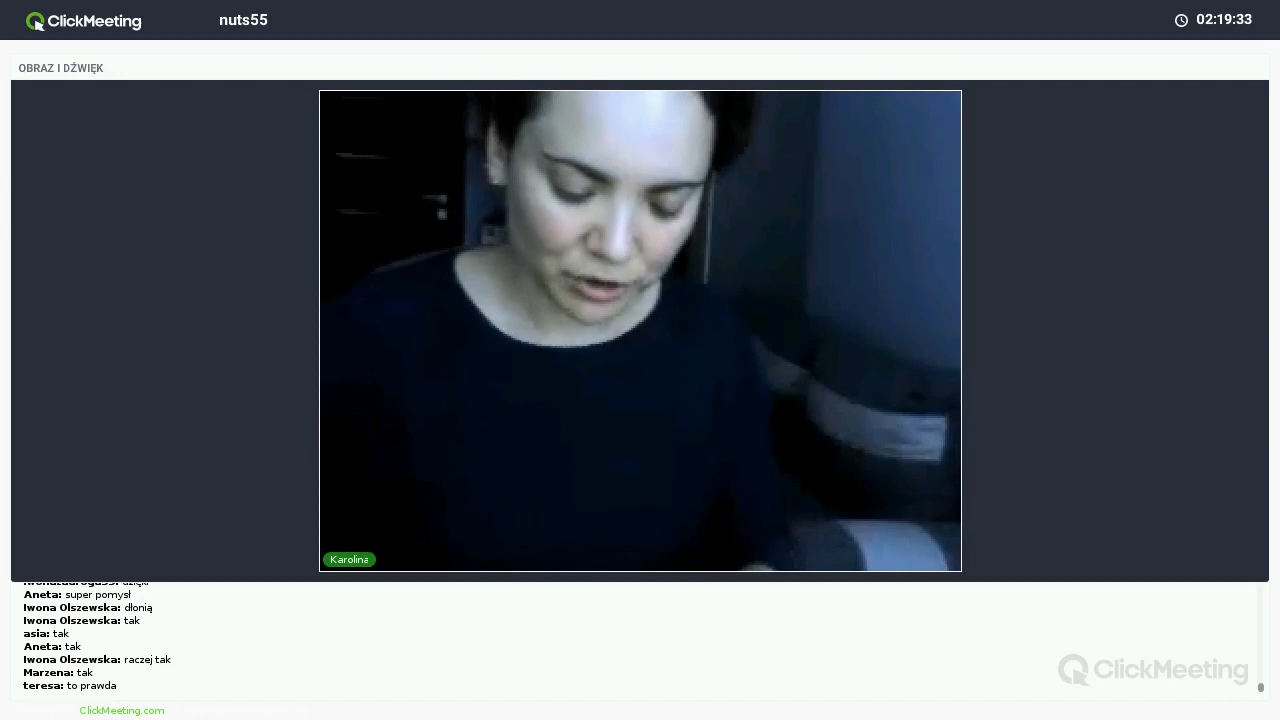 ClickMeeting
nuts55
02:19:33
OBRAZ I DŹWIĘK
Karolina
Aneta: super pomysł
Iwona Olszewska: dłonią
Iwona Olszewska: tak
asia: tak
Aneta: tak
Iwona Olszewska: raczej tak
Marzena: tak
teresa: to prawda
ClickMeeting
ClickMeeting.com